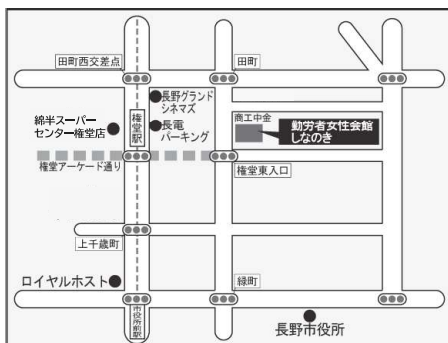 田町西交差点
田町
長野グランド
シネマズ
綿半スーパー
センター権堂店
権堂駅
長電
パーキング
商工中金
勤労者女性会館
しなのき
権堂アーケード通り
権堂東入口
上千歳町
ロイヤルホスト
市役所前駅
緑町
長野市役所